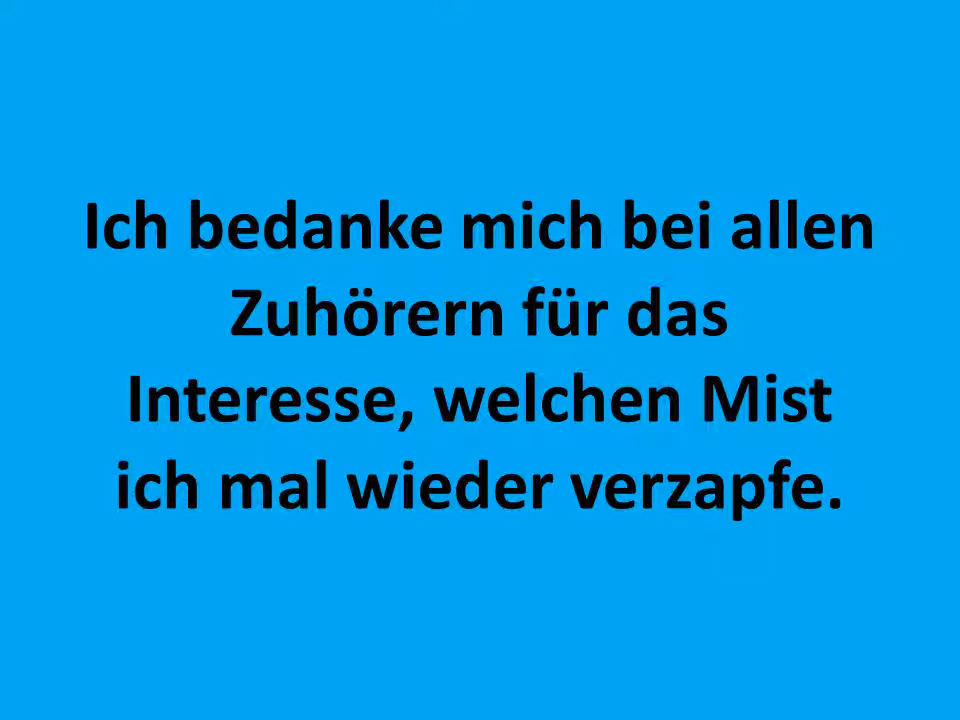 Ich bedanke mich bei allen
Zuhörern für das
Interesse, welchen Mist
ich mal wieder verzapfe.